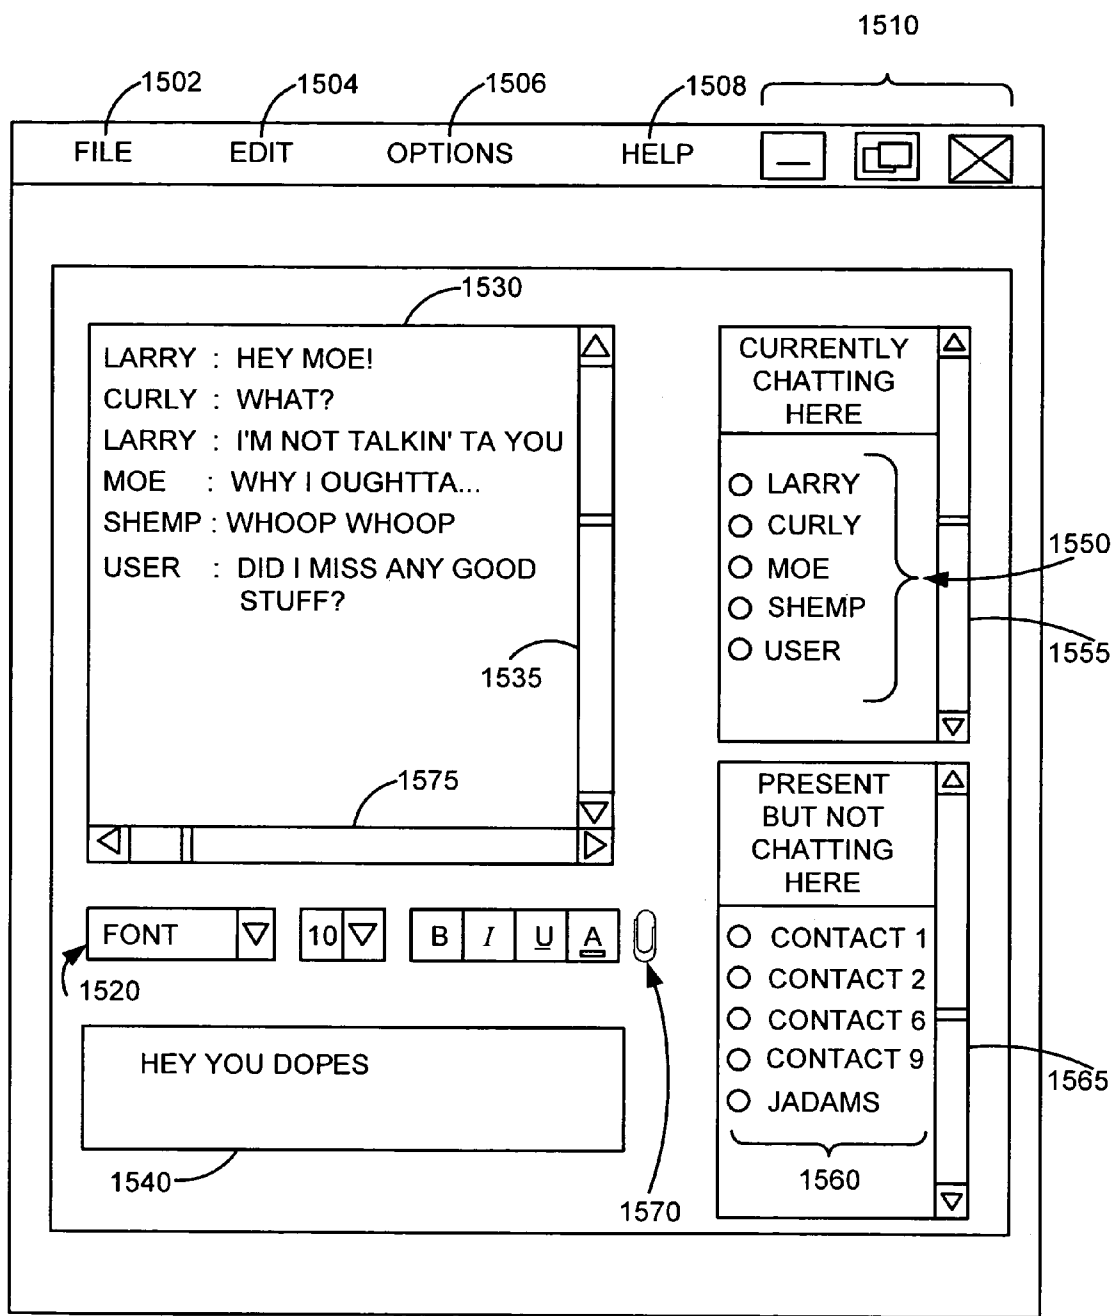 1510
1502 1504 1506 1508
FILE EDIT OPTIONS HELP
1530
LARRY : HEY MOE!
CURLY : WHAT?
LARRY : I'M NOT TALKIN' TA YOU
MOE : WHY I OUGHTTA...
SHEMP : WHOOP WHOOP
USER : DID I MISS ANY GOOD
STUFF?
1535
1575
CURRENTLY
CHATTING
HERE
LARRY
CURLY
MOE
SHEMP
USER
1550
1555
PRESENT
BUT NOT
CHATTING
HERE
CONTACT 1
CONTACT 2
CONTACT 6
CONTACT 9
JADAMS
1560
1565
FONT 10 B I U A
1520
1570
HEY YOU DOPES
1540